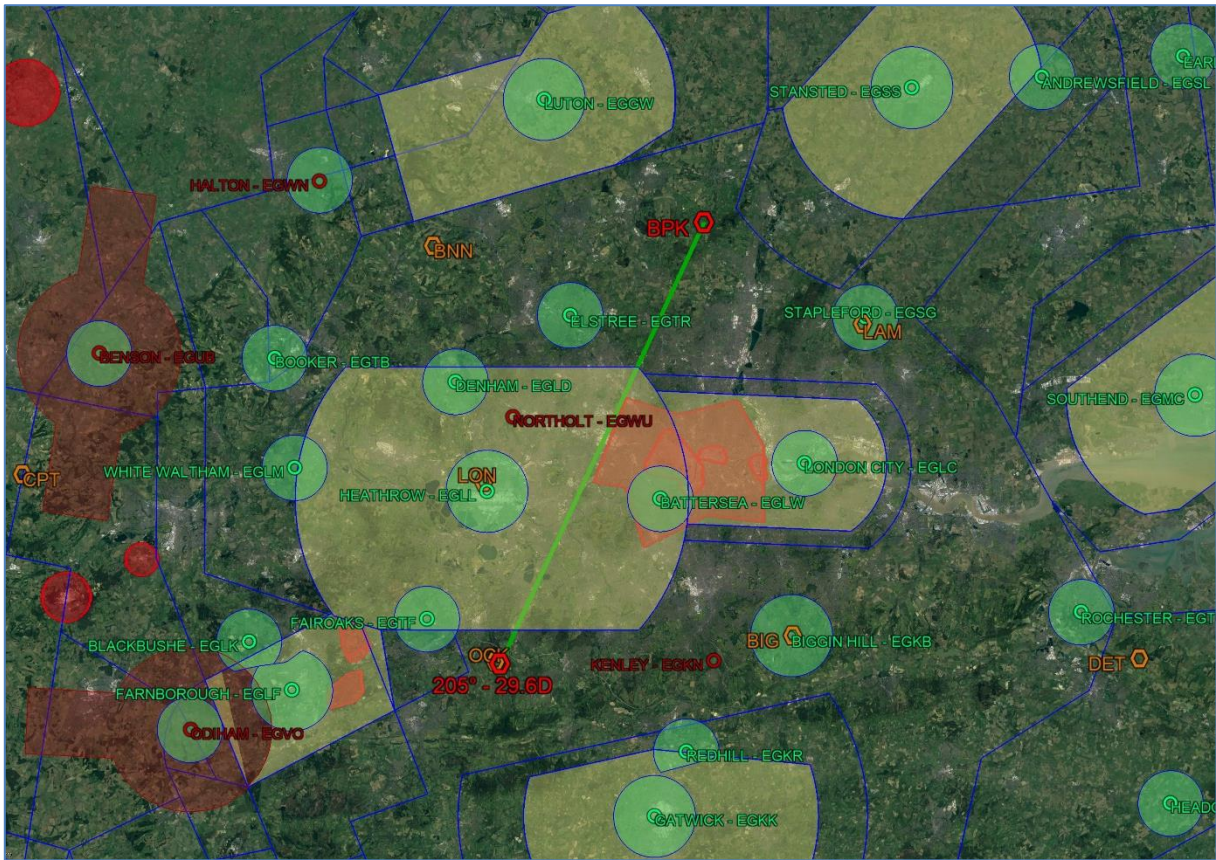 LUTON - EGGW
STANSTED - EGSS
ANDREWSFIELD - EGSL
HALTON - EGWN
BPK
BNN
ELSTREE - EGTR
STAPLEFORD - EGSG
LAM
BENSON - EGUB
BOOKER - EGTB
DENHAM - EGLD
SOUTHEND - EGMC
NORTHOLT - EGWU
CPT
WHITE WALTHAM - EGLM
LON
HEATHROW - EGLL
LONDON CITY - EGLC
BATTERSEA - EGLW
BLACKBUSHE - EGLK
FAIROAKS - EGTF
ROCHESTER - EGT
BIG
BIGGIN HILL - EGKB
KENLEY - EGKN
DET
205° - 29.6D
FARNBOROUGH - EGLF
ODIHAM - EGVO
REDHILL - EGKR
GATWICK - EGKK